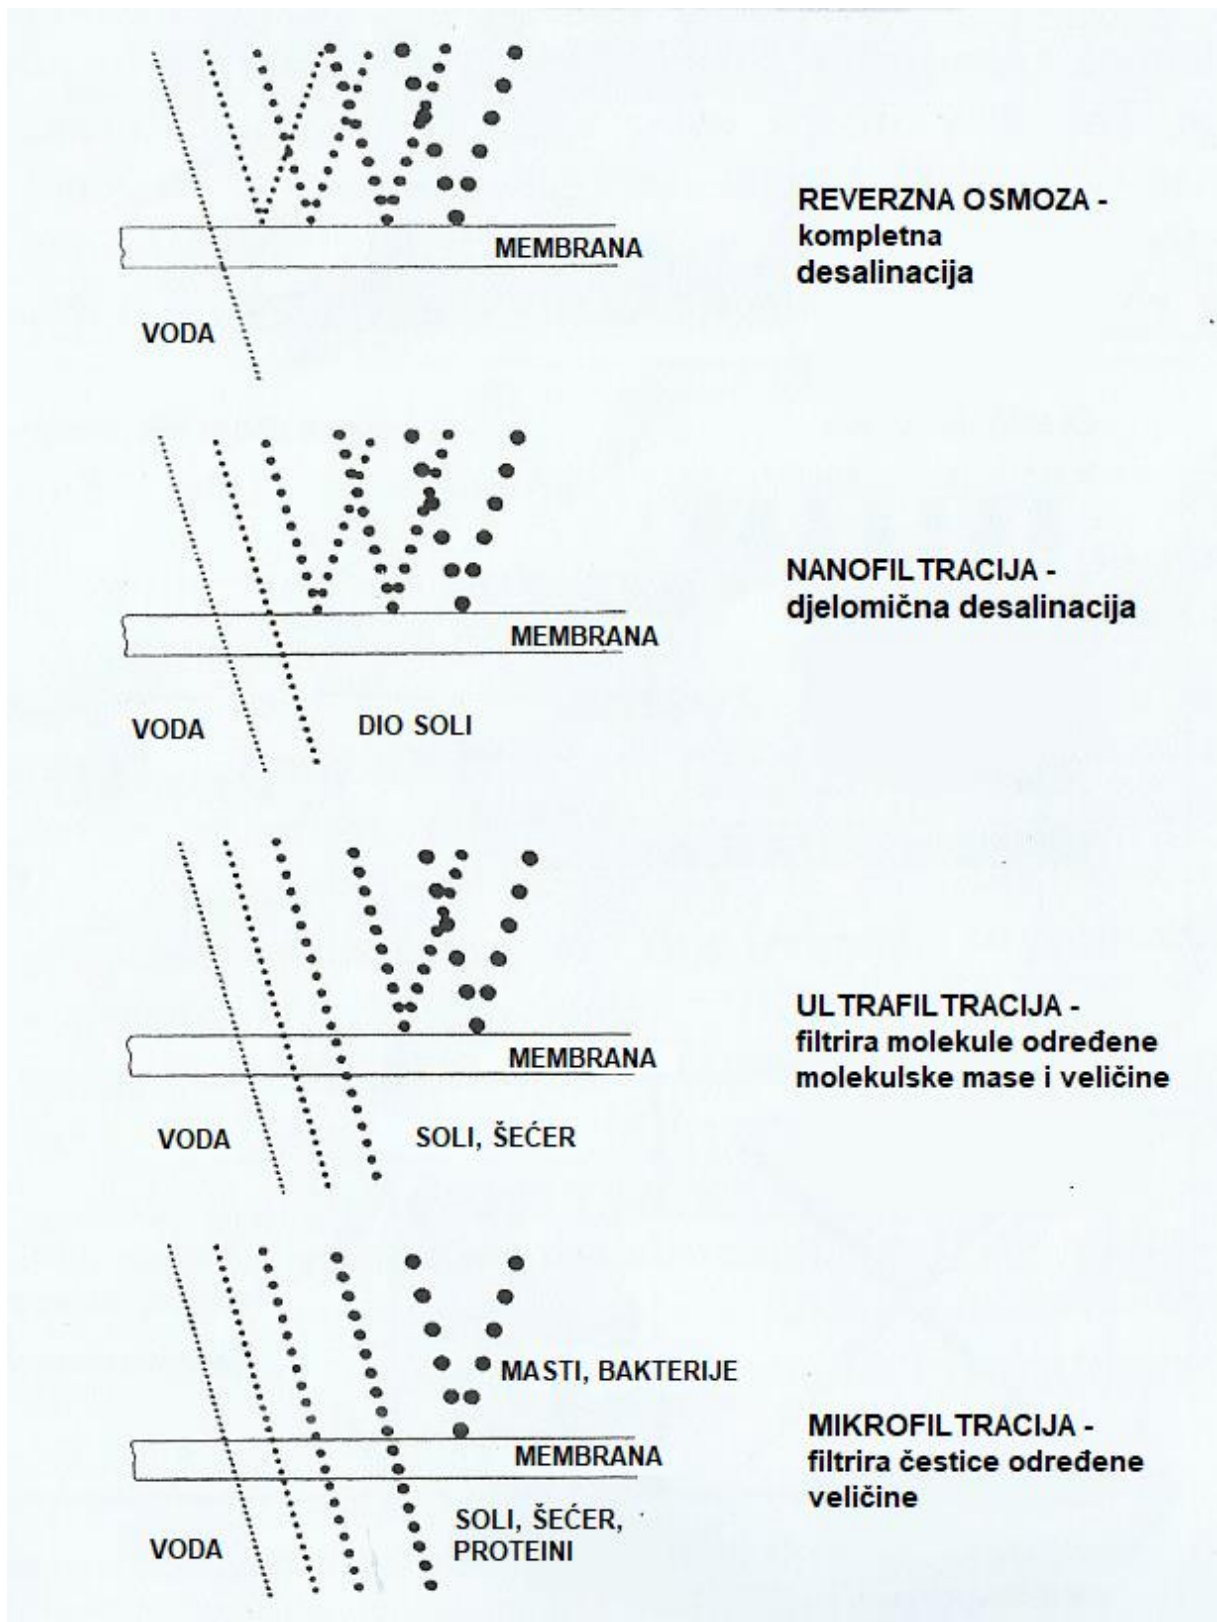 REVERZNA OSMOZA -
kompletna
desalinacija
MEMBRANA
VODA
NANOFILTRACIJA -
djelomična desalinacija
MEMBRANA
VODA
DIO SOLI
ULTRAFILTRACIJA -
filtrira molekule određene
molekulske mase i veličine
MEMBRANA
VODA
SOLI, ŠEĆER
MASTI, BAKTERIJE
MIKROFILTRACIJA -
filtrira čestice određene
veličine
MEMBRANA
VODA
SOLI, ŠEĆER,
PROTEINI